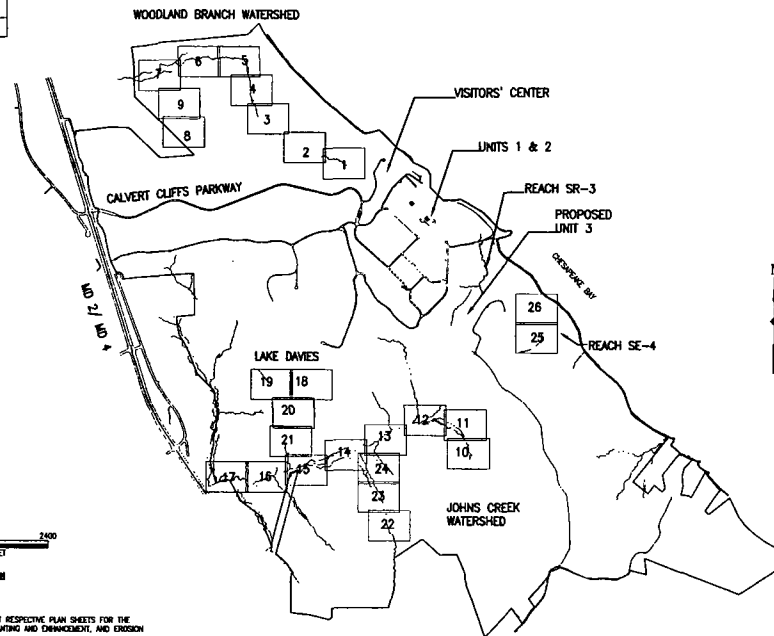 WOODLAND BRANCH WATERSHED
7
6
5
4
9
3
8
2
1
VISITORS' CENTER
UNITS 1 & 2
REACH SR-3
PROPOSED
UNIT 3
CALVERT CLIFFS PARKWAY
CHESAPEAKE BAY
MD 2/ MD 4
26
25
REACH SE-4
LAKE DAVIES
19
18
20
21
12
11
13
10
14
24
17
16
15
23
22
JOHNS CREEK
WATERSHED
2400
RESPECTIVE PLAN SHEETS FOR THE
AND ENHANCEMENT, AND EROSION